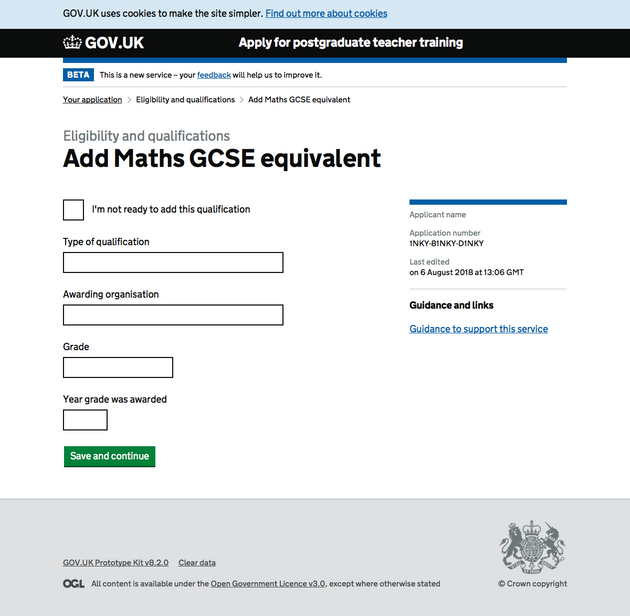 GOV.UK uses cookies to make the site simpler. Find out more about cookies
GOV.UK
Apply for postgraduate teacher training
BETA
This is a new service – your feedback will help us to improve it.
Your application > Eligibility and qualifications > Add Maths GCSE equivalent
Eligibility and qualifications
Add Maths GCSE equivalent
I'm not ready to add this qualification
Type of qualification
Awarding organisation
Grade
Year grade was awarded
Save and continue
Applicant name
Application number
1NKY-81NKY-D1NKY
Last edited
on 6 August 2018 at 13:06 GMT
Guidance and links
Guidance to support this service
GOV.UK Prototype Kit v8.2.0 Clear data
OGL All content is available under the Open Government Licence v3.0, except where otherwise stated
© Crown copyright